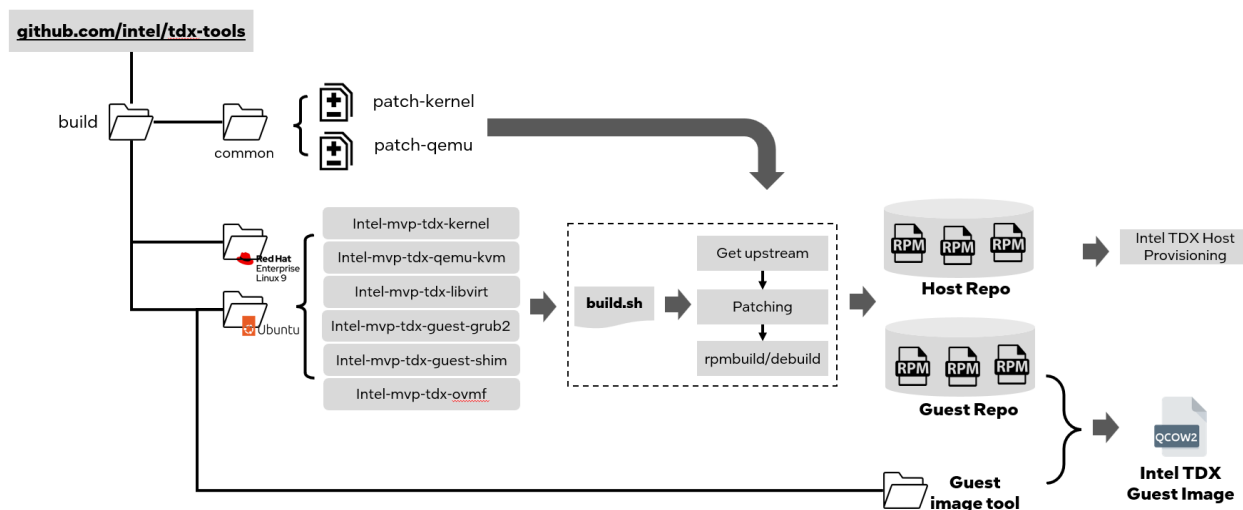 github.com/intel/tdx-tools
build
common
patch-kernel
patch-qemu
Red Hat
Enterprise
Linux 9
Ubuntu
Intel-mvp-tdx-kernel
Intel-mvp-tdx-qemu-kvm
Intel-mvp-tdx-libvirt
Intel-mvp-tdx-guest-grub2
Intel-mvp-tdx-guest-shim
Intel-mvp-tdx-ovmf
build.sh
Get upstream
Patching
rpmbuild/debuild
RPM
RPM
RPM
Host Repo
RPM
RPM
RPM
Guest Repo
Intel TDX Host
Provisioning
Guest
image tool
QCOW2
Intel TDX
Guest Image